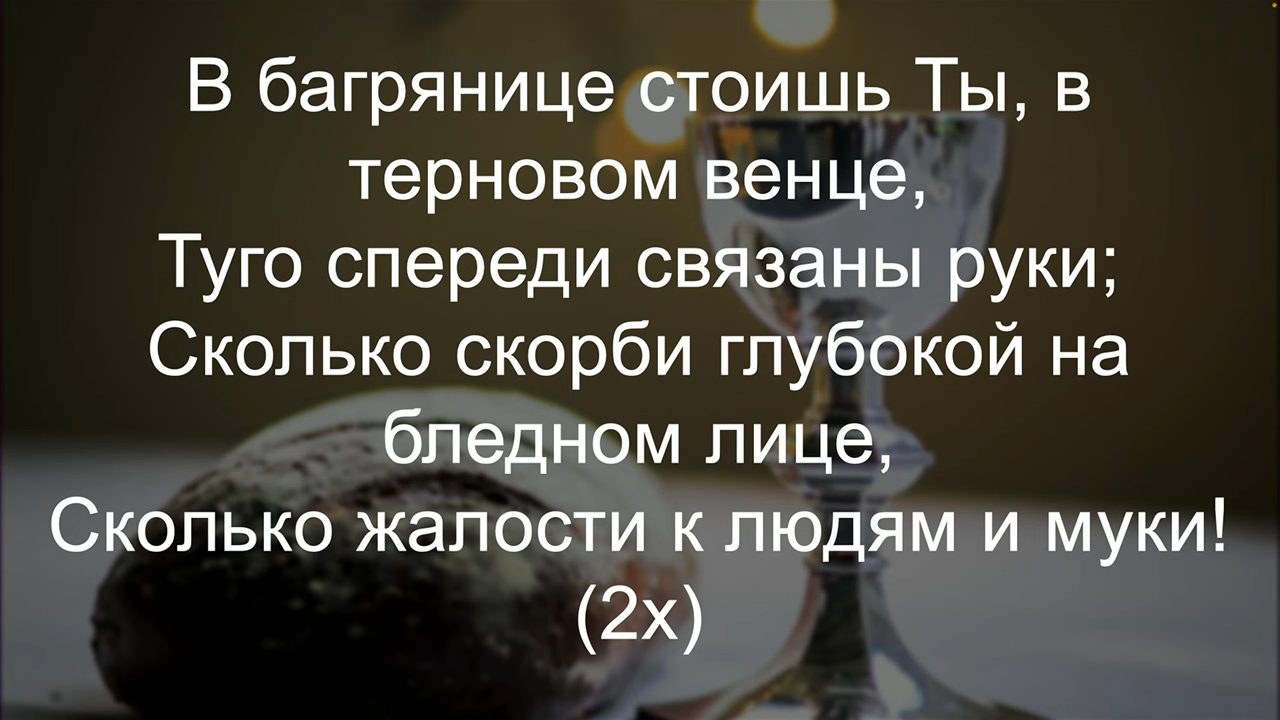 В багрянице стоишь Ты, в
терновом венце,
Туго спереди связаны руки;
Сколько скорби глубокой на
бледном лице,
Сколько жалости к людям и муки!
(2х)